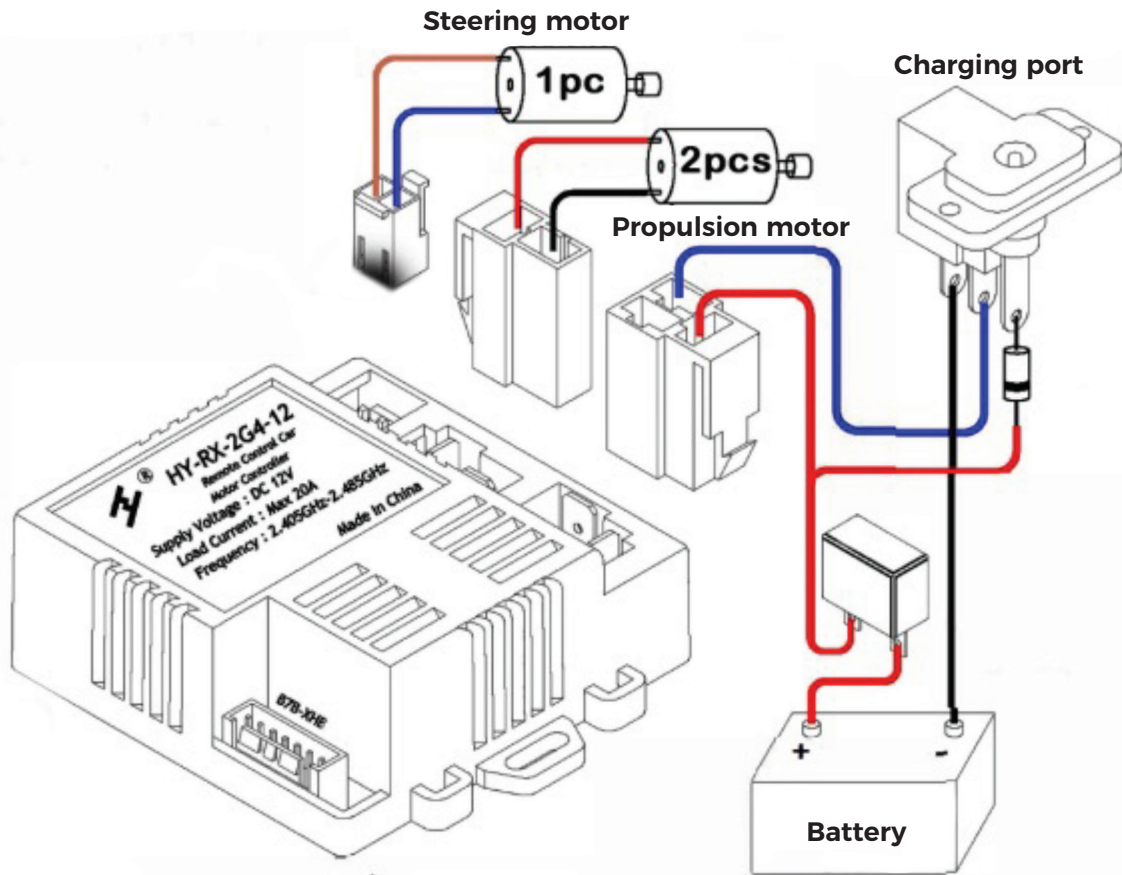 Steering motor
1pc
Charging port
2pcs
Propulsion motor
HY-RX-2G4-12
Remote Control Car
Motor Controller
Supply Voltage : DC 12V
Load Current : Max 20A
Frequency : 2.405GHz-2.485GHz
Made In China
®
B7B-XHE
+
-
Battery